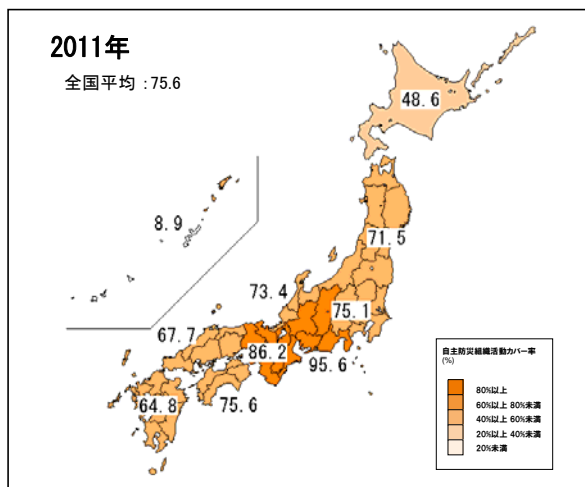 2011年
全国平均 :75.6
48.6
8.9
71.5
73.4
75.1
67.7
86.2
95.6
64.8
75.6
自主防災組織活動カバー率
(%)
80%以上
60%以上 80%未満
40%以上 60%未満
20%以上 40%未満
20%未満